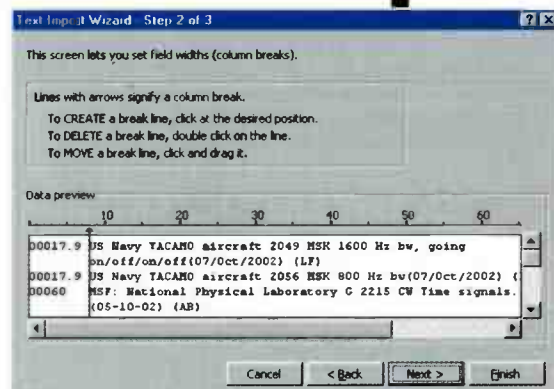 Text Import Wizard - Step 2 of 3
This screen lets you set field widths (column breaks).
Lines with arrows signify a column break.
To CREATE a break line, click at the desired position.
To DELETE a break line, double click on the line.
To MOVE a break line, click and drag it.
Data preview
10 20 30 40 50 60
00017.9 US Navy TACAMO aircraft 2049 MSK 1600 Hz bw, going
on/off/on/off(07/Oct/2002) (LF)
00017.9 US Navy TACAMO aircraft 2056 MSK 800 Hz bw(07/Oct/2002) (
00060 MSF: National Physical Laboratory G 2215 CW Time signals.
(05-10-02) (AB)
Cancel < Back Next > Finish